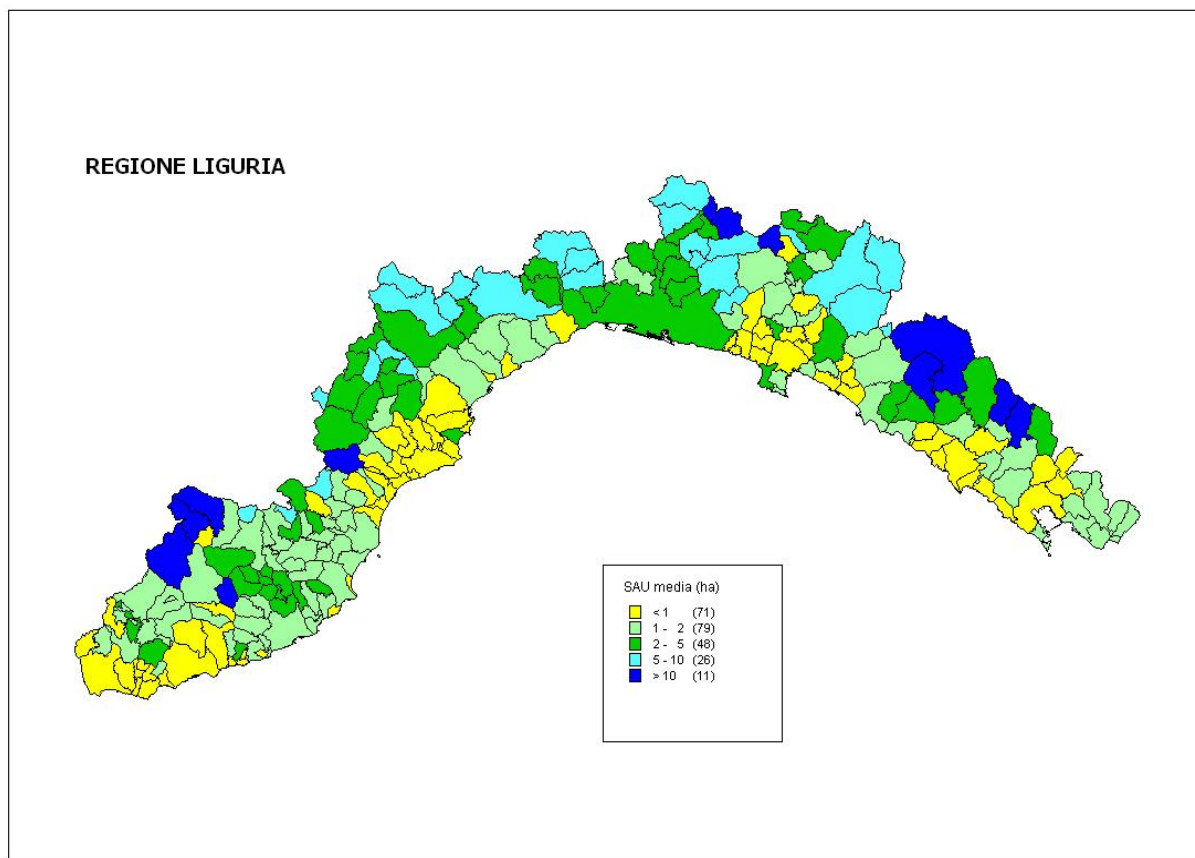 REGIONE LIGURIA
SAU media (ha)
< 1 (71)
1 - 2 (79)
2 - 5 (48)
5 - 10 (26)
> 10 (11)